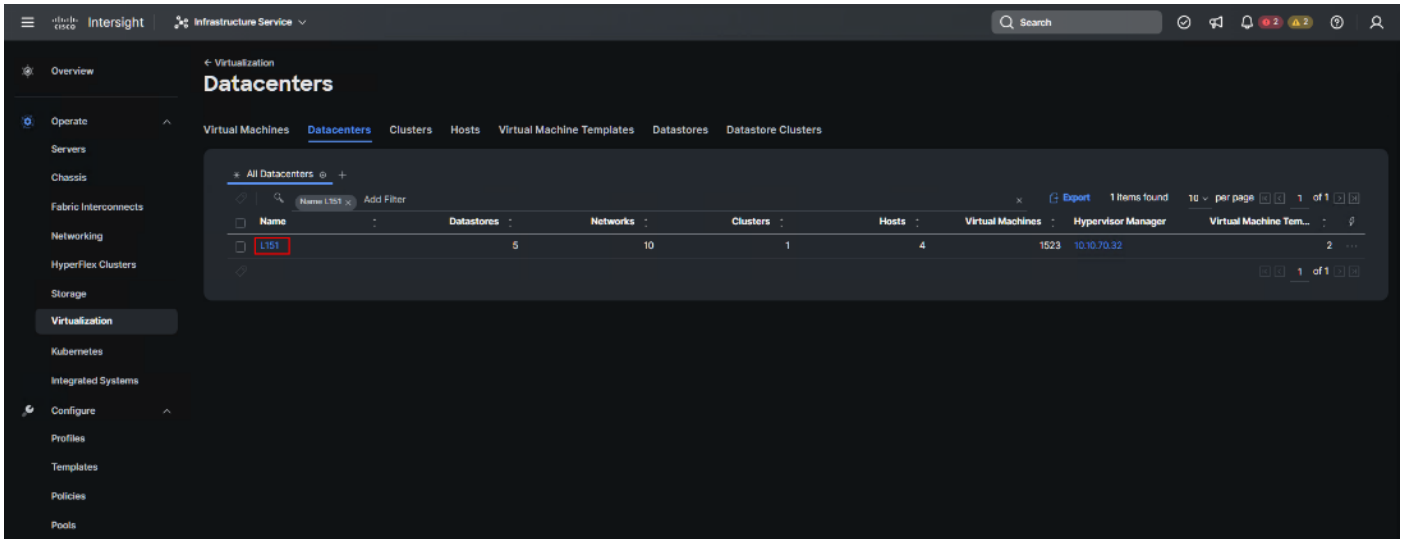 CISCO Intersight Infrastructure Service Search 2 2
Overview
Operate
Servers
Chassis
Fabric Interconnects
Networking
HyperFlex Clusters
Storage
Virtualization
Kubernetes
Integrated Systems
Configure
Profiles
Templates
Policies
Pools
← Virtualization
Datacenters
Virtual Machines Datacenters Clusters Hosts Virtual Machine Templates Datastores Datastore Clusters
All Datacenters +
Name L151 × Add Filter × Export 1 items found 10 per page 1 of 1
Name Datastores Networks Clusters Hosts Virtual Machines Hypervisor Manager Virtual Machine Tem...
L151 5 10 1 4 1523 10.10.70.32 2 ...
1 of 1